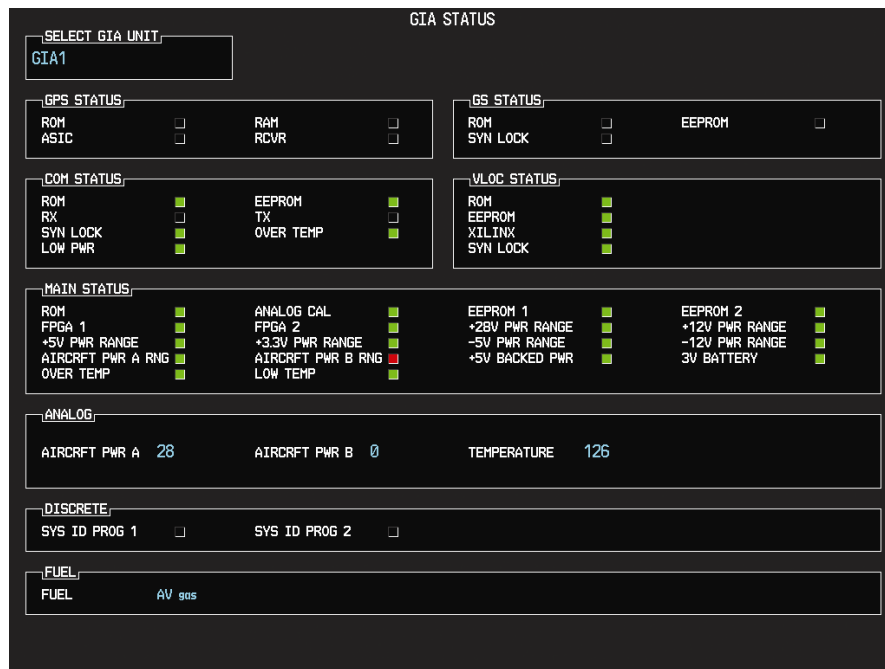 GIA STATUS
SELECT GIA UNIT
GIA1
GPS STATUS
ROM RAM
ASIC RCVR
GS STATUS
ROM EEPROM
SYN LOCK
COM STATUS
ROM EEPROM
RX TX
SYN LOCK OVER TEMP
LOW PWR
VLOC STATUS
ROM
EEPROM
XILINX
SYN LOCK
MAIN STATUS
ROM ANALOG CAL EEPROM 1 EEPROM 2
FPGA 1 FPGA 2 +28V PWR RANGE +12V PWR RANGE
+5V PWR RANGE +3.3V PWR RANGE -5V PWR RANGE -12V PWR RANGE
AIRCRFT PWR A RNG AIRCRFT PWR B RNG +5V BACKED PWR 3V BATTERY
OVER TEMP LOW TEMP
ANALOG
AIRCRFT PWR A 28 AIRCRFT PWR B 0 TEMPERATURE 126
DISCRETE
SYS ID PROG 1 SYS ID PROG 2
FUEL
FUEL AV gas